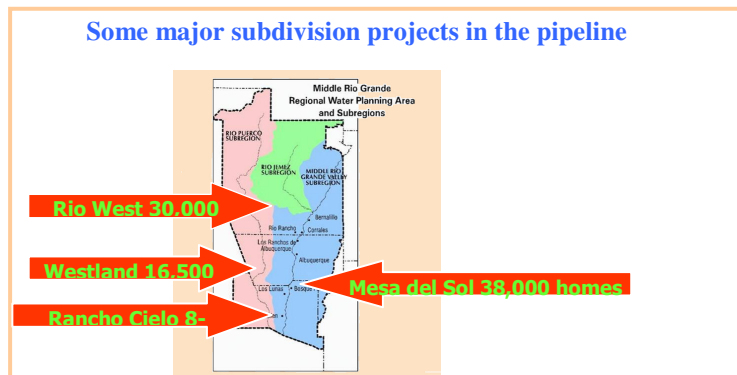 Some major subdivision projects in the pipeline
Middle Rio Grande
Regional Water Planning Area
and Subregions
RIO PUERCO
SUBREGION
RIO JEMEZ
SUBREGION
MIDDLE RIO
GRANDE VALLEY
SUBREGION
Rio West 30,000
Bernalillo
Rio Rancho
Corrales
Los Ranchos de
Albuquerque
Albuquerque
Westland 16,500
Los Lunas
Bosque
Mesa del Sol 38,000 homes
Rancho Cielo 8-